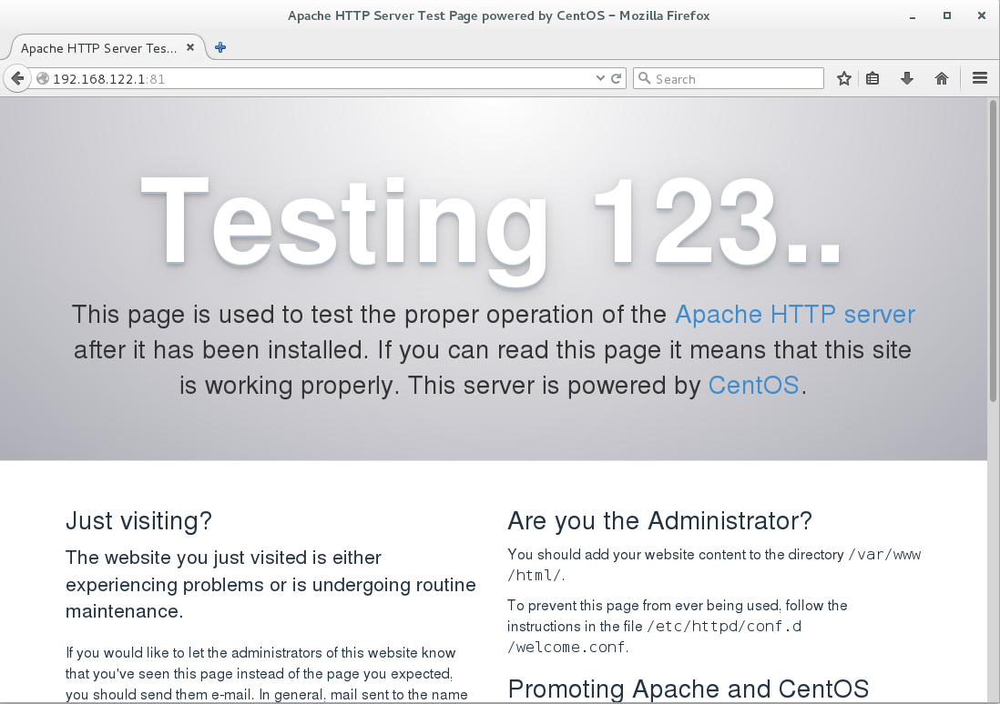 Apache HTTP Server Test Page powered by CentOS - Mozilla Firefox
Apache HTTP Server Tes...
192.168.122.1:81
Search
Testing 123..
This page is used to test the proper operation of the Apache HTTP server
after it has been installed. If you can read this page it means that this site
is working properly. This server is powered by CentOS.
Just visiting?
The website you just visited is either
experiencing problems or is undergoing routine
maintenance.
If you would like to let the administrators of this website know
that you've seen this page instead of the page you expected,
you should send them e-mail. In general, mail sent to the name
Are you the Administrator?
You should add your website content to the directory /var/www
/html/.
To prevent this page from ever being used, follow the
instructions in the file /etc/httpd/conf.d
/welcome.conf.
Promoting Apache and CentOS